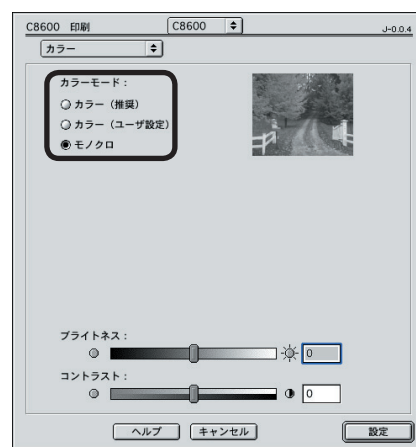 C8600 印刷 C8600 J-0.0.4
カラー
カラーモード：
カラー（推奨）
カラー（ユーザ設定）
モノクロ
ブライトネス：
0
コントラスト：
0
ヘルプ キャンセル 設定